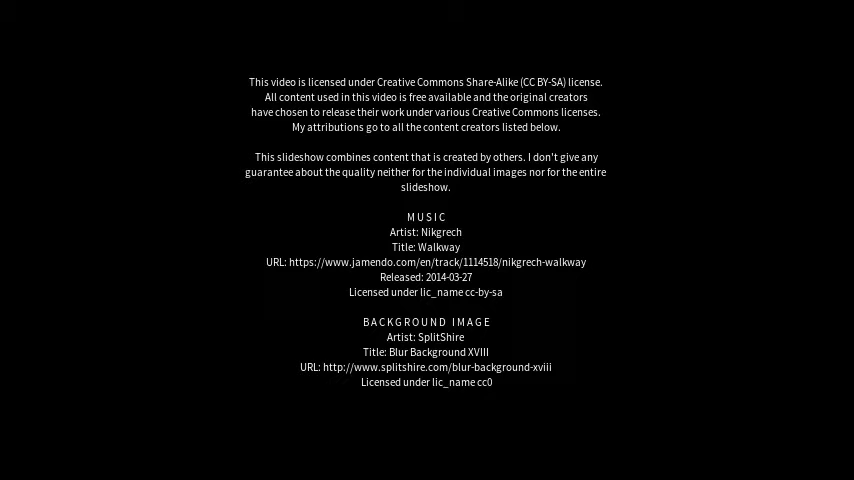 This video is licensed under Creative Commons Share-Alike (CC BY-SA) license.
All content used in this video is free available and the original creators
have chosen to release their work under various Creative Commons licenses.
My attributions go to all the content creators listed below.
This slideshow combines content that is created by others. I don't give any
guarantee about the quality neither for the individual images nor for the entire
slideshow.
MUSIC
Artist: Nikgrech
Title: Walkway
URL: https://www.jamendo.com/en/track/1114518/nikgrech-walkway
Released: 2014-03-27
Licensed under lic_name cc-by-sa
BACKGROUND IMAGE
Artist: SplitShire
Title: Blur Background XVIII
URL: http://www.splitshire.com/blur-background-xviii
Licensed under lic_name cc0